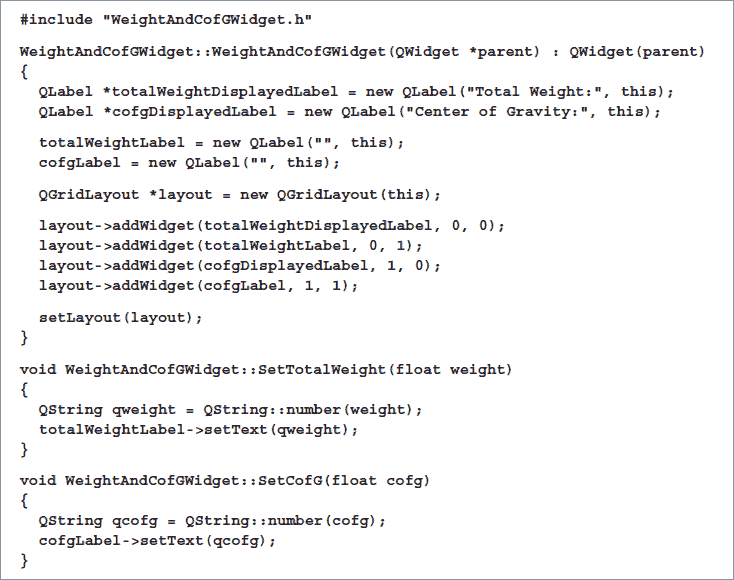 #include "WeightAndCofGWidget.h"
WeightAndCofGWidget::WeightAndCofGWidget(QWidget *parent) : QWidget(parent)
{
  QLabel *totalWeightDisplayedLabel = new QLabel("Total Weight:", this);
  QLabel *cofgDisplayedLabel = new QLabel("Center of Gravity:", this);
  totalWeightLabel = new QLabel("", this);
  cofgLabel = new QLabel("", this);
  QGridLayout *layout = new QGridLayout(this);
  layout->addWidget(totalWeightDisplayedLabel, 0, 0);
  layout->addWidget(totalWeightLabel, 0, 1);
  layout->addWidget(cofgDisplayedLabel, 1, 0);
  layout->addWidget(cofgLabel, 1, 1);
  setLayout(layout);
}
void WeightAndCofGWidget::SetTotalWeight(float weight)
{
  QString qweight = QString::number(weight);
  totalWeightLabel->setText(qweight);
}
void WeightAndCofGWidget::SetCofG(float cofg)
{
  QString qcofg = QString::number(cofg);
  cofgLabel->setText(qcofg);
}